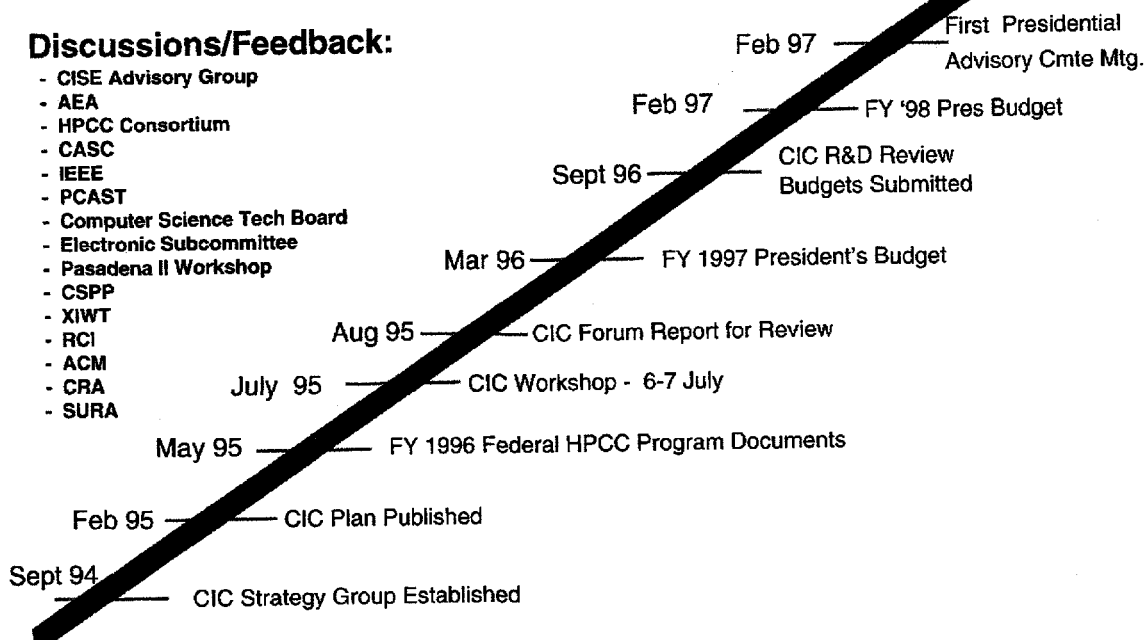 Discussions/Feedback:
- CISE Advisory Group
- AEA
- HPCC Consortium
- CASC
- IEEE
- PCAST
- Computer Science Tech Board
- Electronic Subcommittee
- Pasadena II Workshop
- CSPP
- XIWT
- RCI
- ACM
- CRA
- SURA
Feb 97 First Presidential
Advisory Cmte Mtg.
Feb 97 FY '98 Pres Budget
Sept 96 CIC R&D Review
Budgets Submitted
Mar 96 FY 1997 President's Budget
Aug 95 CIC Forum Report for Review
July 95 CIC Workshop - 6-7 July
May 95 FY 1996 Federal HPCC Program Documents
Feb 95 CIC Plan Published
Sept 94 CIC Strategy Group Established